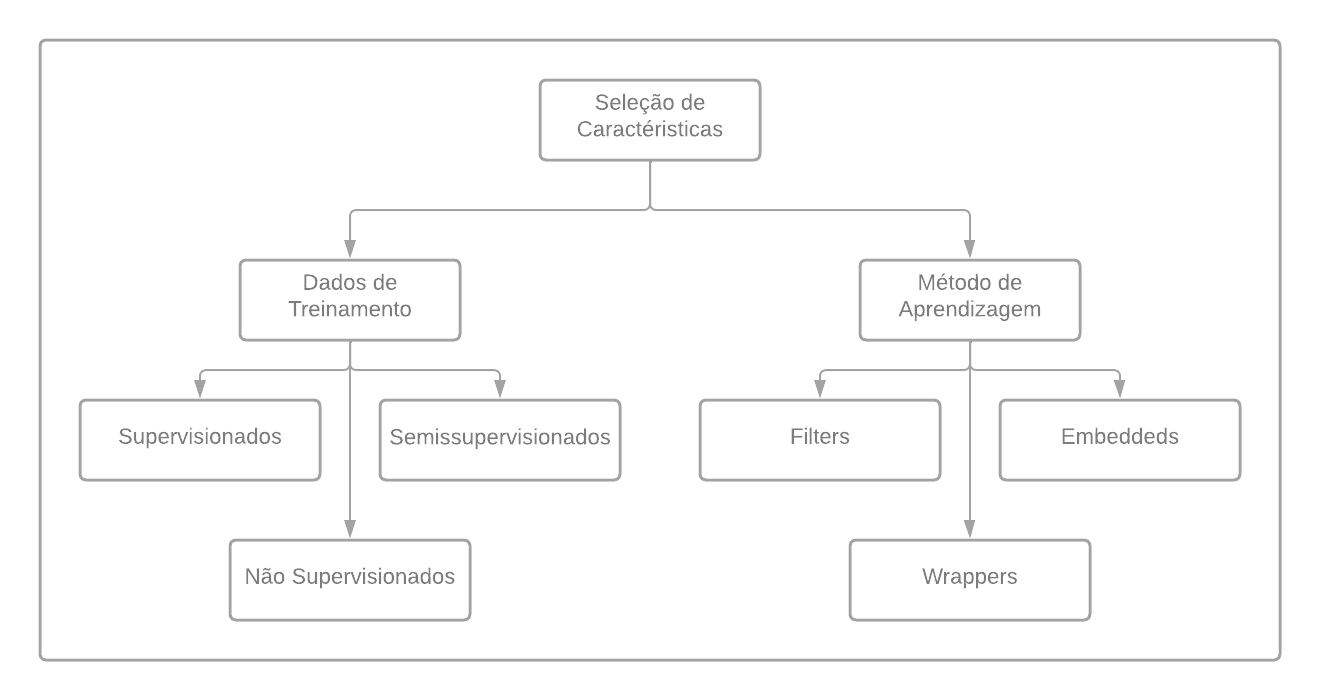 Seleção de
Caractéristicas
Dados de
Treinamento
Método de
Aprendizagem
Supervisionados
Semissupervisionados
Filters
Embeddeds
Não Supervisionados
Wrappers